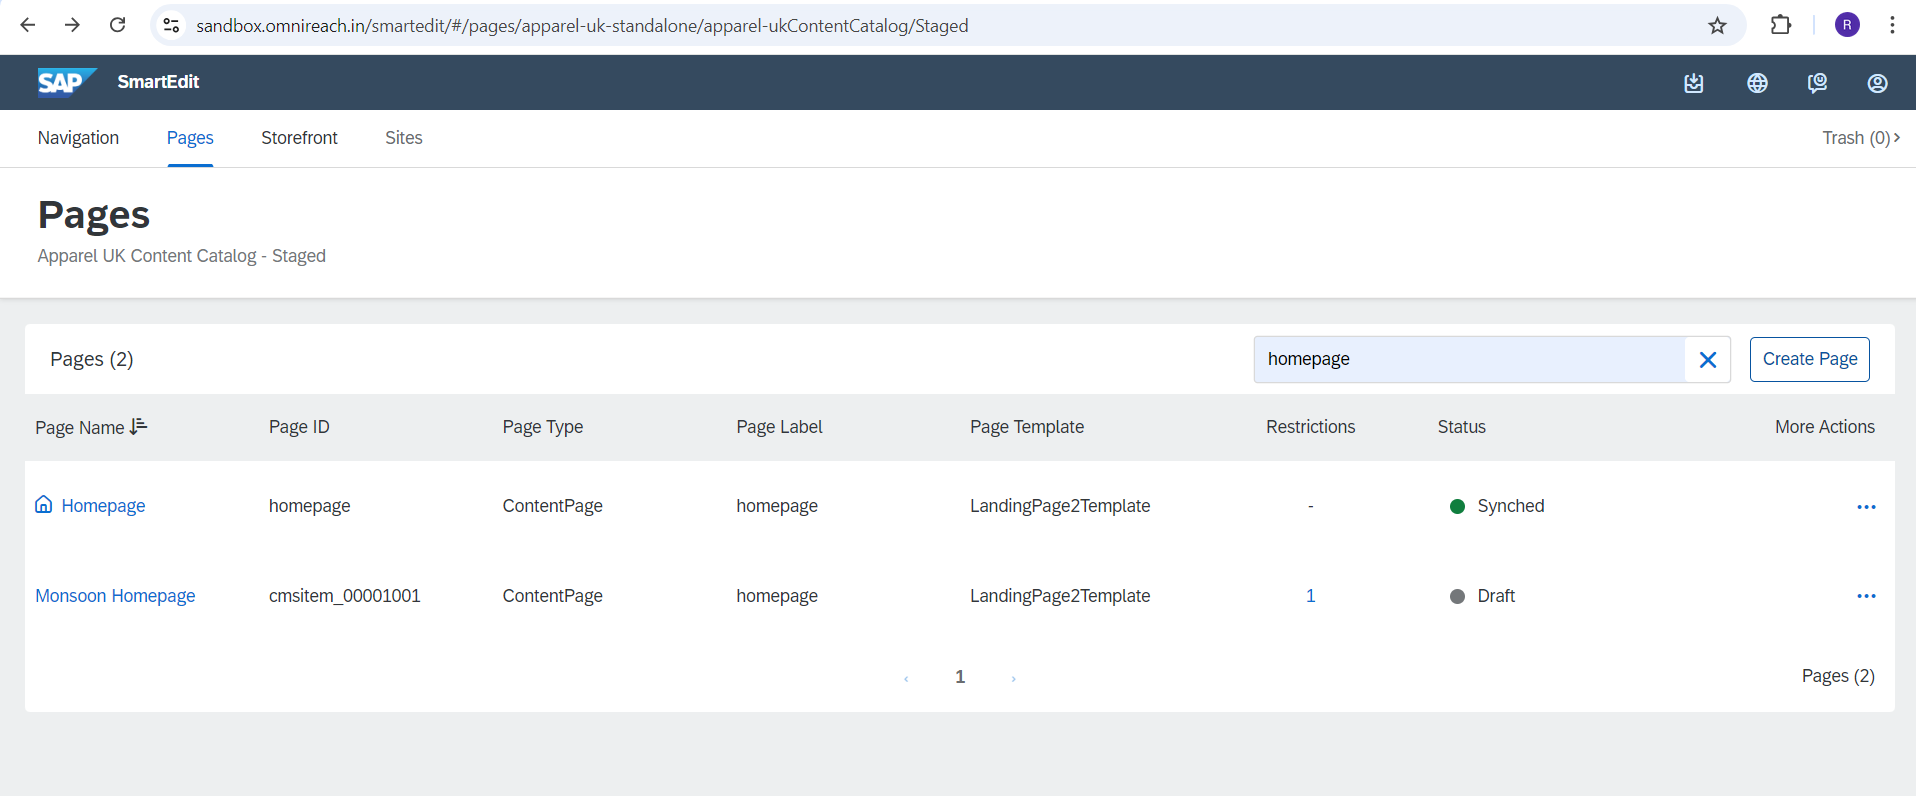 sandbox.omnireach.in/smartedit/#/pages/apparel-uk-standalone/apparel-ukContentCatalog/Staged
R
SAP SmartEdit
Navigation Pages Storefront Sites Trash (0)
Pages
Apparel UK Content Catalog - Staged
Pages (2) homepage Create Page
Page Name Page ID Page Type Page Label Page Template Restrictions Status More Actions
Homepage homepage ContentPage homepage LandingPage2Template - Synched
Monsoon Homepage cmsitem_00001001 ContentPage homepage LandingPage2Template 1 Draft
1 Pages (2)